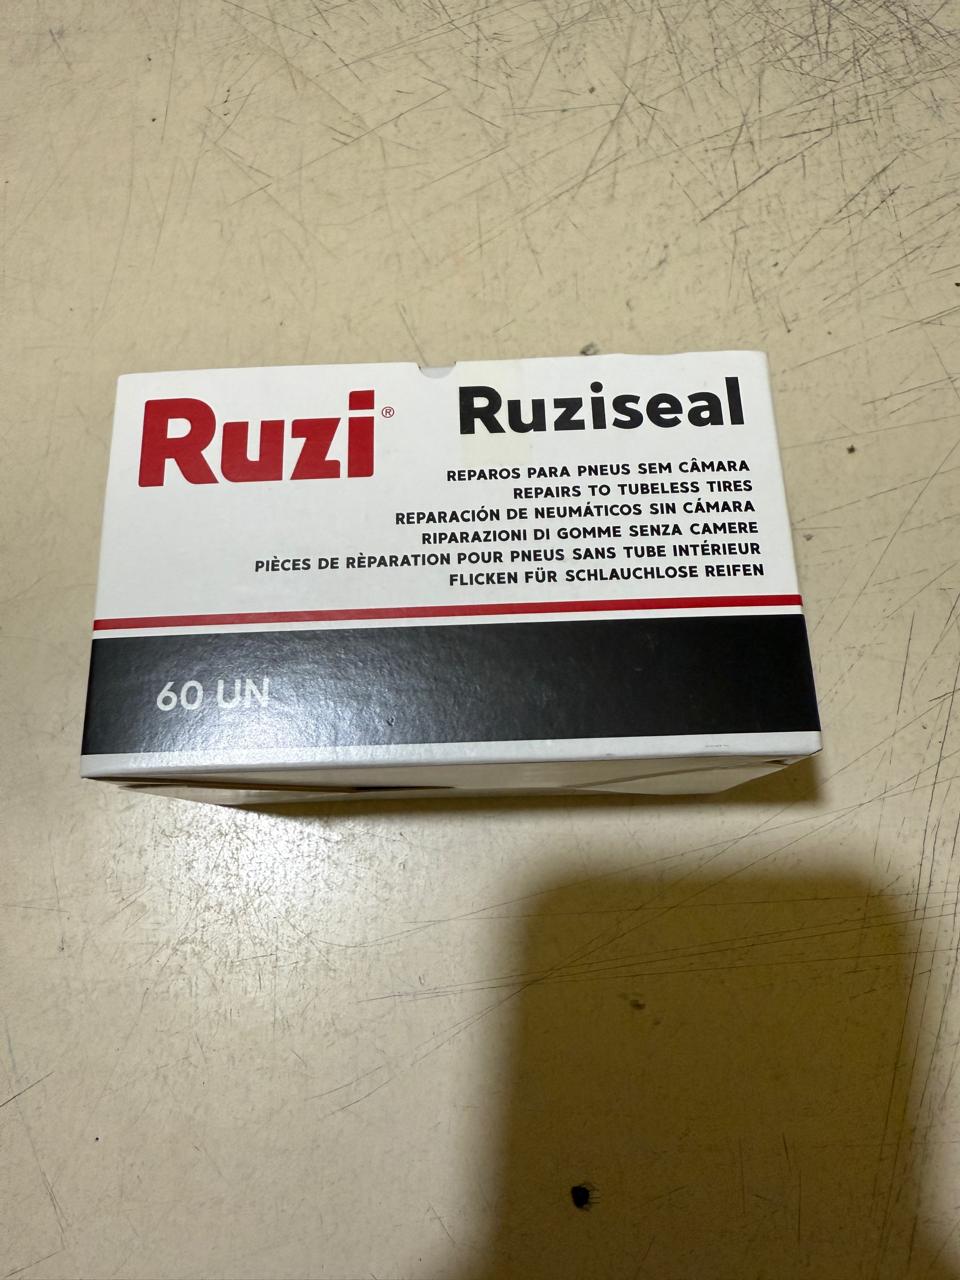 Ruzi®
Ruziseal
REPAROS PARA PNEUS SEM CÂMARA
REPAIRS TO TUBELESS TIRES
REPARACIÓN DE NEUMÁTICOS SIN CÁMARA
RIPARAZIONI DI GOMME SENZA CAMERE
PIÈCES DE RÈPARATION POUR PNEUS SANS TUBE INTÉRIEUR
FLICKEN FÜR SCHLAUCHLOSE REIFEN
60 UN